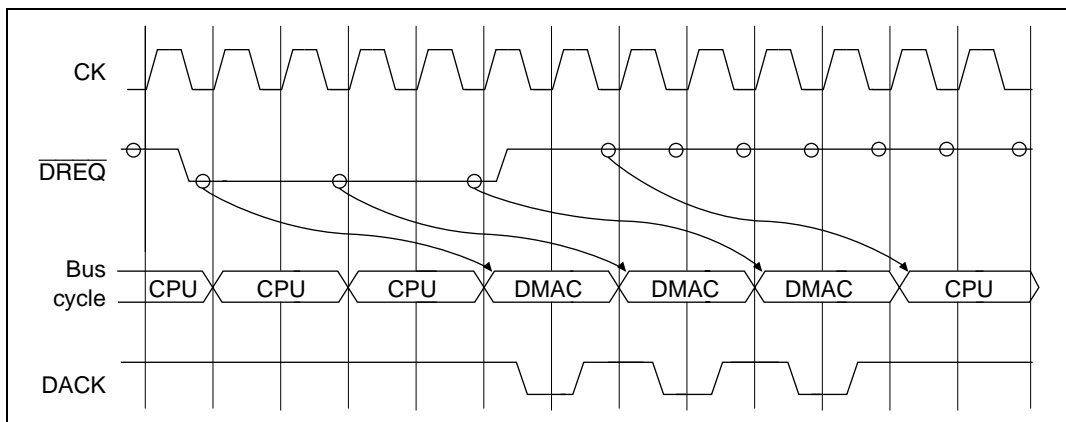 CK
DREQ
Bus
cycle
CPU CPU CPU DMAC DMAC DMAC CPU
DACK